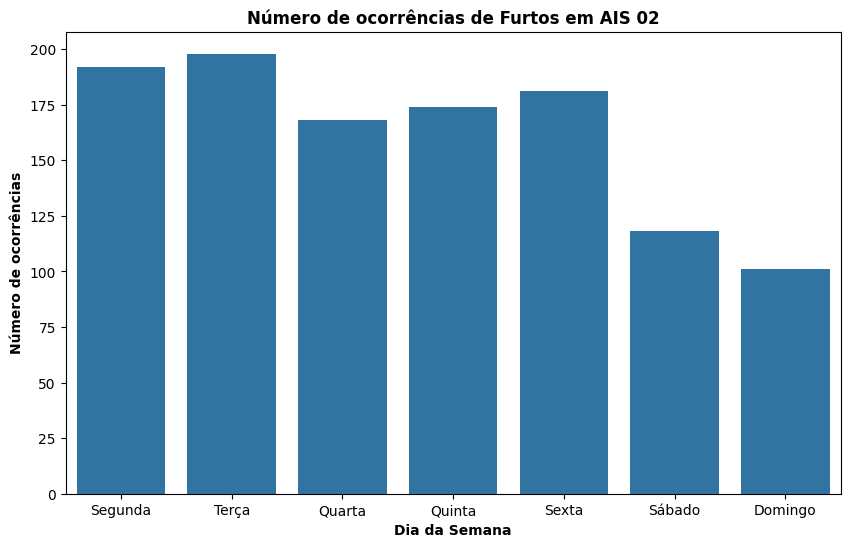 Número de ocorrências de Furtos em AIS 02
Número de ocorrências
200
175
150
125
100
75
50
25
0
Segunda Terça Quarta Quinta Sexta Sábado Domingo
Dia da Semana